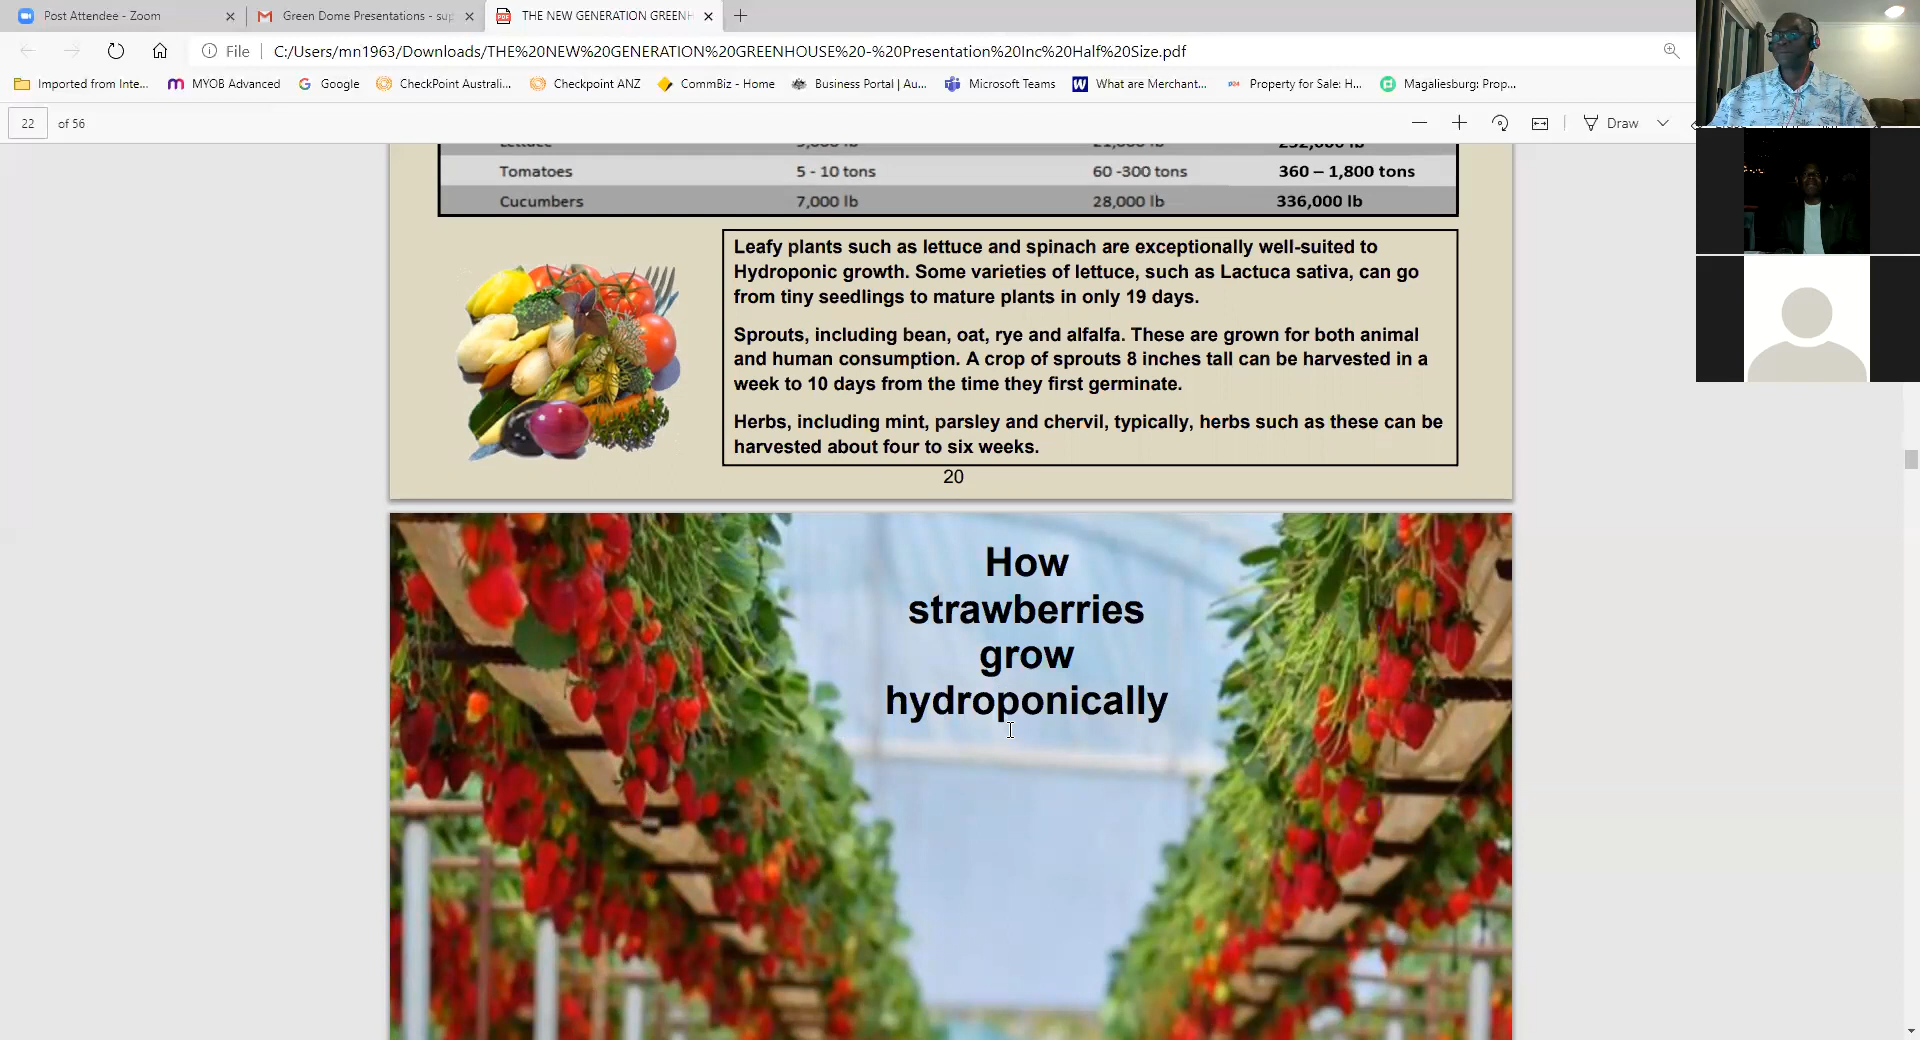 Post Attendee - Zoom
Green Dome Presentations - sup
THE NEW GENERATION GREENH
File C:/Users/mn1963/Downloads/THE%20NEW%20GENERATION%20GREENHOUSE%20-%20Presentation%20Inc%20Half%20Size.pdf
Imported from Inte... MYOB Advanced Google CheckPoint Australi... Checkpoint ANZ CommBiz - Home Business Portal | Au... Microsoft Teams What are Merchant... Property for Sale: H... Magaliesburg: Prop...
22 of 56 Draw
Tomatoes 5 - 10 tons 60 -300 tons 360 – 1,800 tons
Cucumbers 7,000 lb 28,000 lb 336,000 lb
Leafy plants such as lettuce and spinach are exceptionally well-suited to
Hydroponic growth. Some varieties of lettuce, such as Lactuca sativa, can go
from tiny seedlings to mature plants in only 19 days.
Sprouts, including bean, oat, rye and alfalfa. These are grown for both animal
and human consumption. A crop of sprouts 8 inches tall can be harvested in a
week to 10 days from the time they first germinate.
Herbs, including mint, parsley and chervil, typically, herbs such as these can be
harvested about four to six weeks.
20
How
strawberries
grow
hydroponically